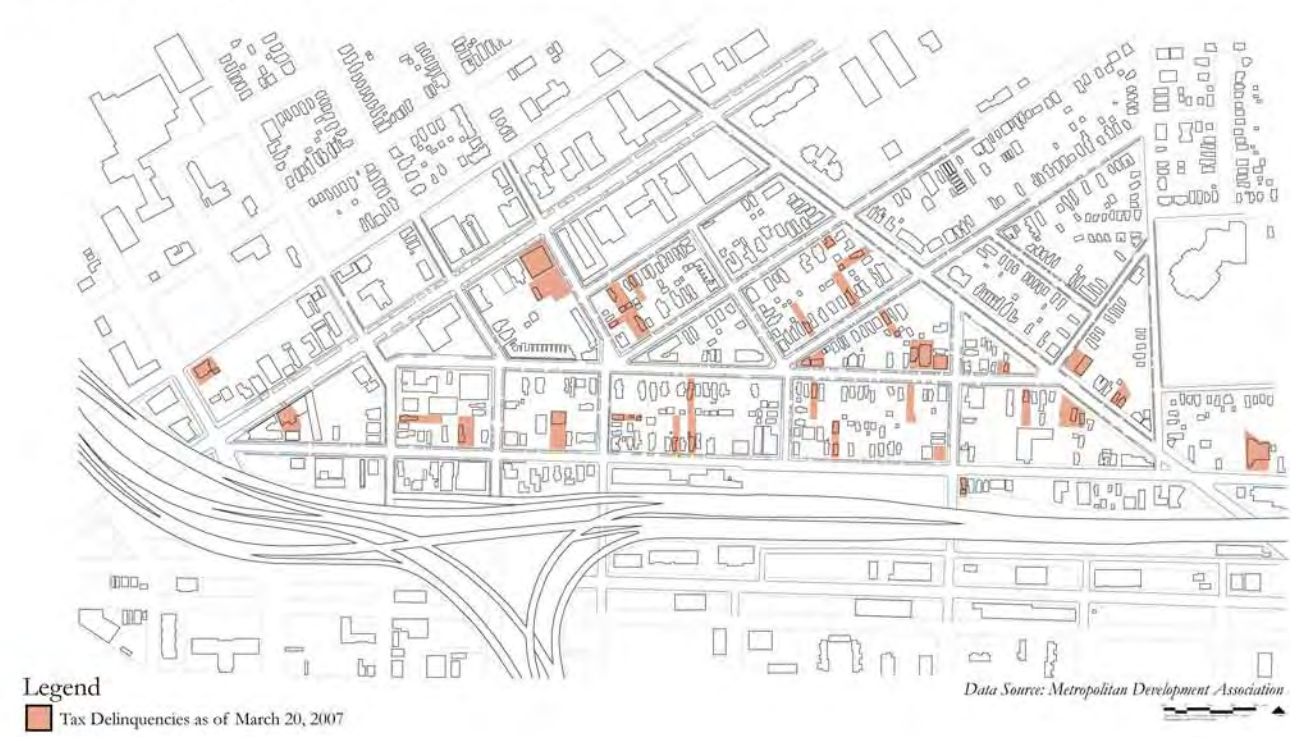 Legend
Tax Delinquencies as of March 20, 2007
Data Source: Metropolitan Development Association